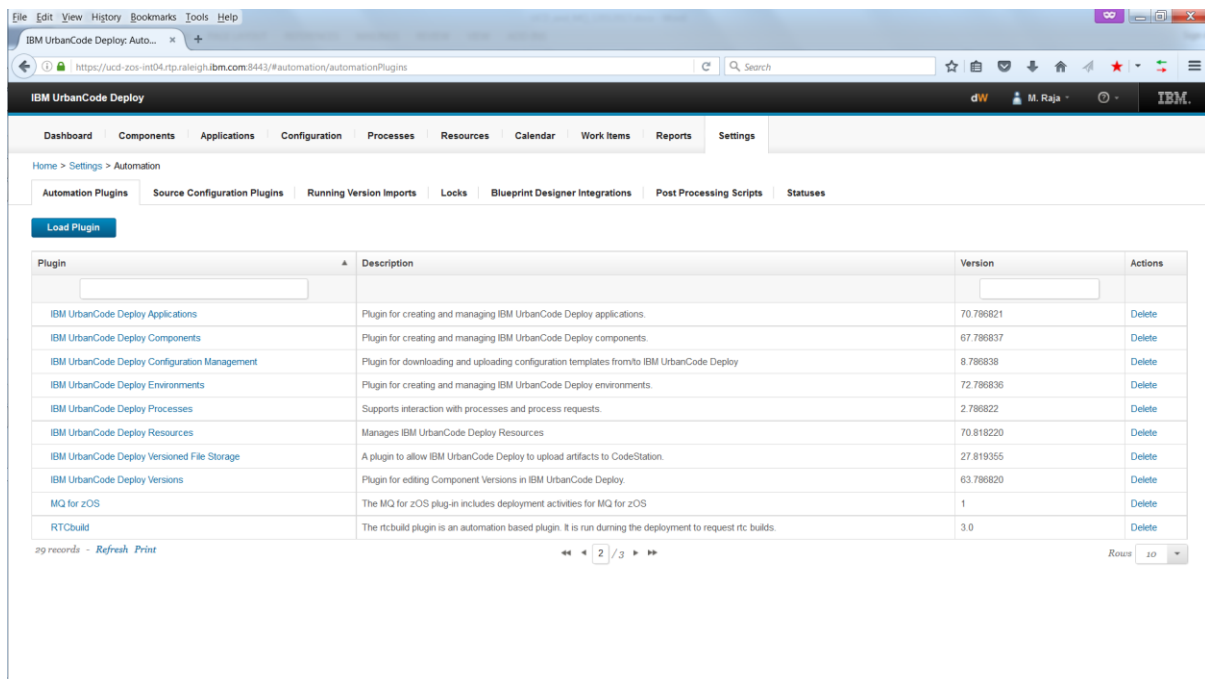 File Edit View History Bookmarks Tools Help
IBM UrbanCode Deploy: Auto... × +
https://ucd-zos-int04.rtp.raleigh.ibm.com:8443/#automation/automationPlugins Search
IBM UrbanCode Deploy dW M. Raja IBM.
Dashboard Components Applications Configuration Processes Resources Calendar Work Items Reports Settings
Home > Settings > Automation
Automation Plugins Source Configuration Plugins Running Version Imports Locks Blueprint Designer Integrations Post Processing Scripts Statuses
Load Plugin
Plugin Description Version Actions
IBM UrbanCode Deploy Applications Plugin for creating and managing IBM UrbanCode Deploy applications. 70.786821 Delete
IBM UrbanCode Deploy Components Plugin for creating and managing IBM UrbanCode Deploy components. 67.786837 Delete
IBM UrbanCode Deploy Configuration Management Plugin for downloading and uploading configuration templates from/to IBM UrbanCode Deploy 8.786838 Delete
IBM UrbanCode Deploy Environments Plugin for creating and managing IBM UrbanCode Deploy environments. 72.786836 Delete
IBM UrbanCode Deploy Processes Supports interaction with processes and process requests. 2.786822 Delete
IBM UrbanCode Deploy Resources Manages IBM UrbanCode Deploy Resources 70.818220 Delete
IBM UrbanCode Deploy Versioned File Storage A plugin to allow IBM UrbanCode Deploy to upload artifacts to CodeStation. 27.819355 Delete
IBM UrbanCode Deploy Versions Plugin for editing Component Versions in IBM UrbanCode Deploy. 63.786820 Delete
MQ for zOS The MQ for zOS plug-in includes deployment activities for MQ for zOS 1 Delete
RTCbuild The rtcbuild plugin is an automation based plugin. It is run durning the deployment to request rtc builds. 3.0 Delete
29 records - Refresh Print 2 / 3 Rows 10